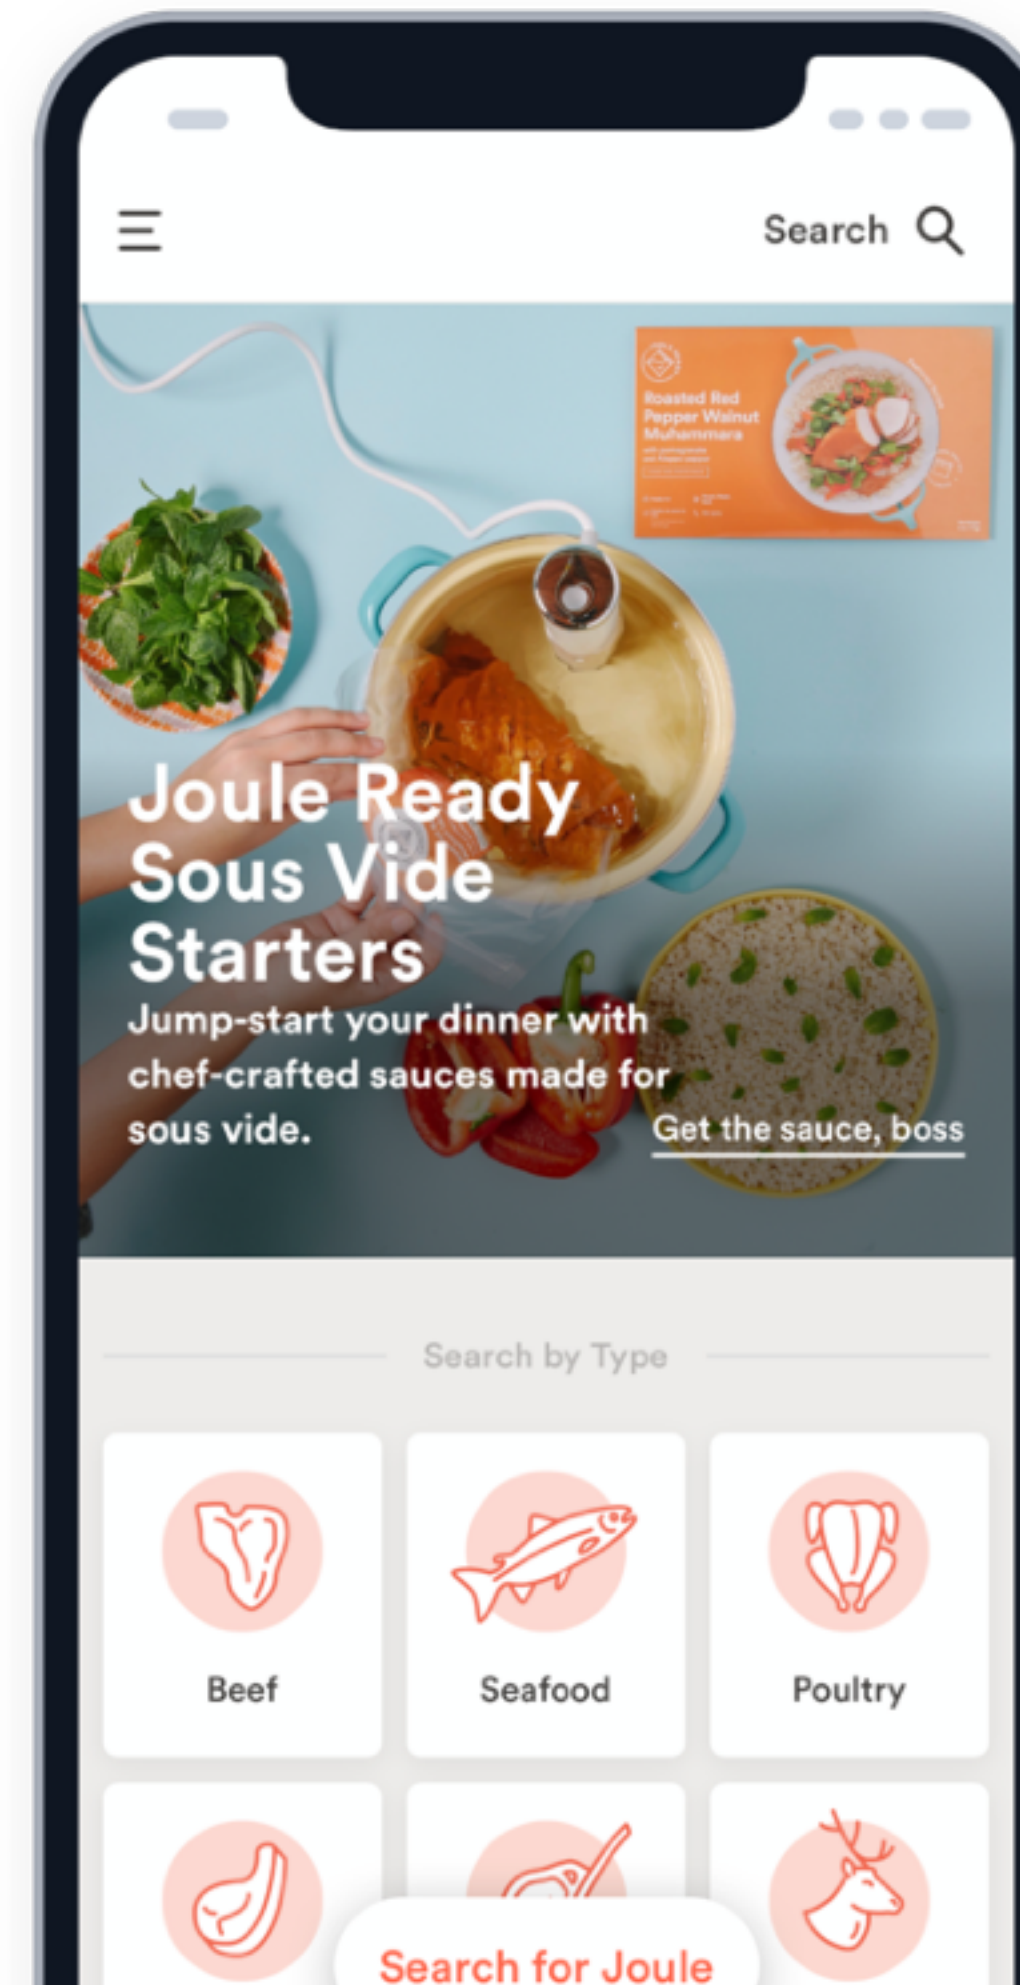 Search
Roasted Red
Pepper Walnut
Muhammara
Joule Ready
Sous Vide
Starters
Jump-start your dinner with
chef-crafted sauces made for
sous vide.
Get the sauce, boss
Search by Type
Beef
Seafood
Poultry
Search for Joule